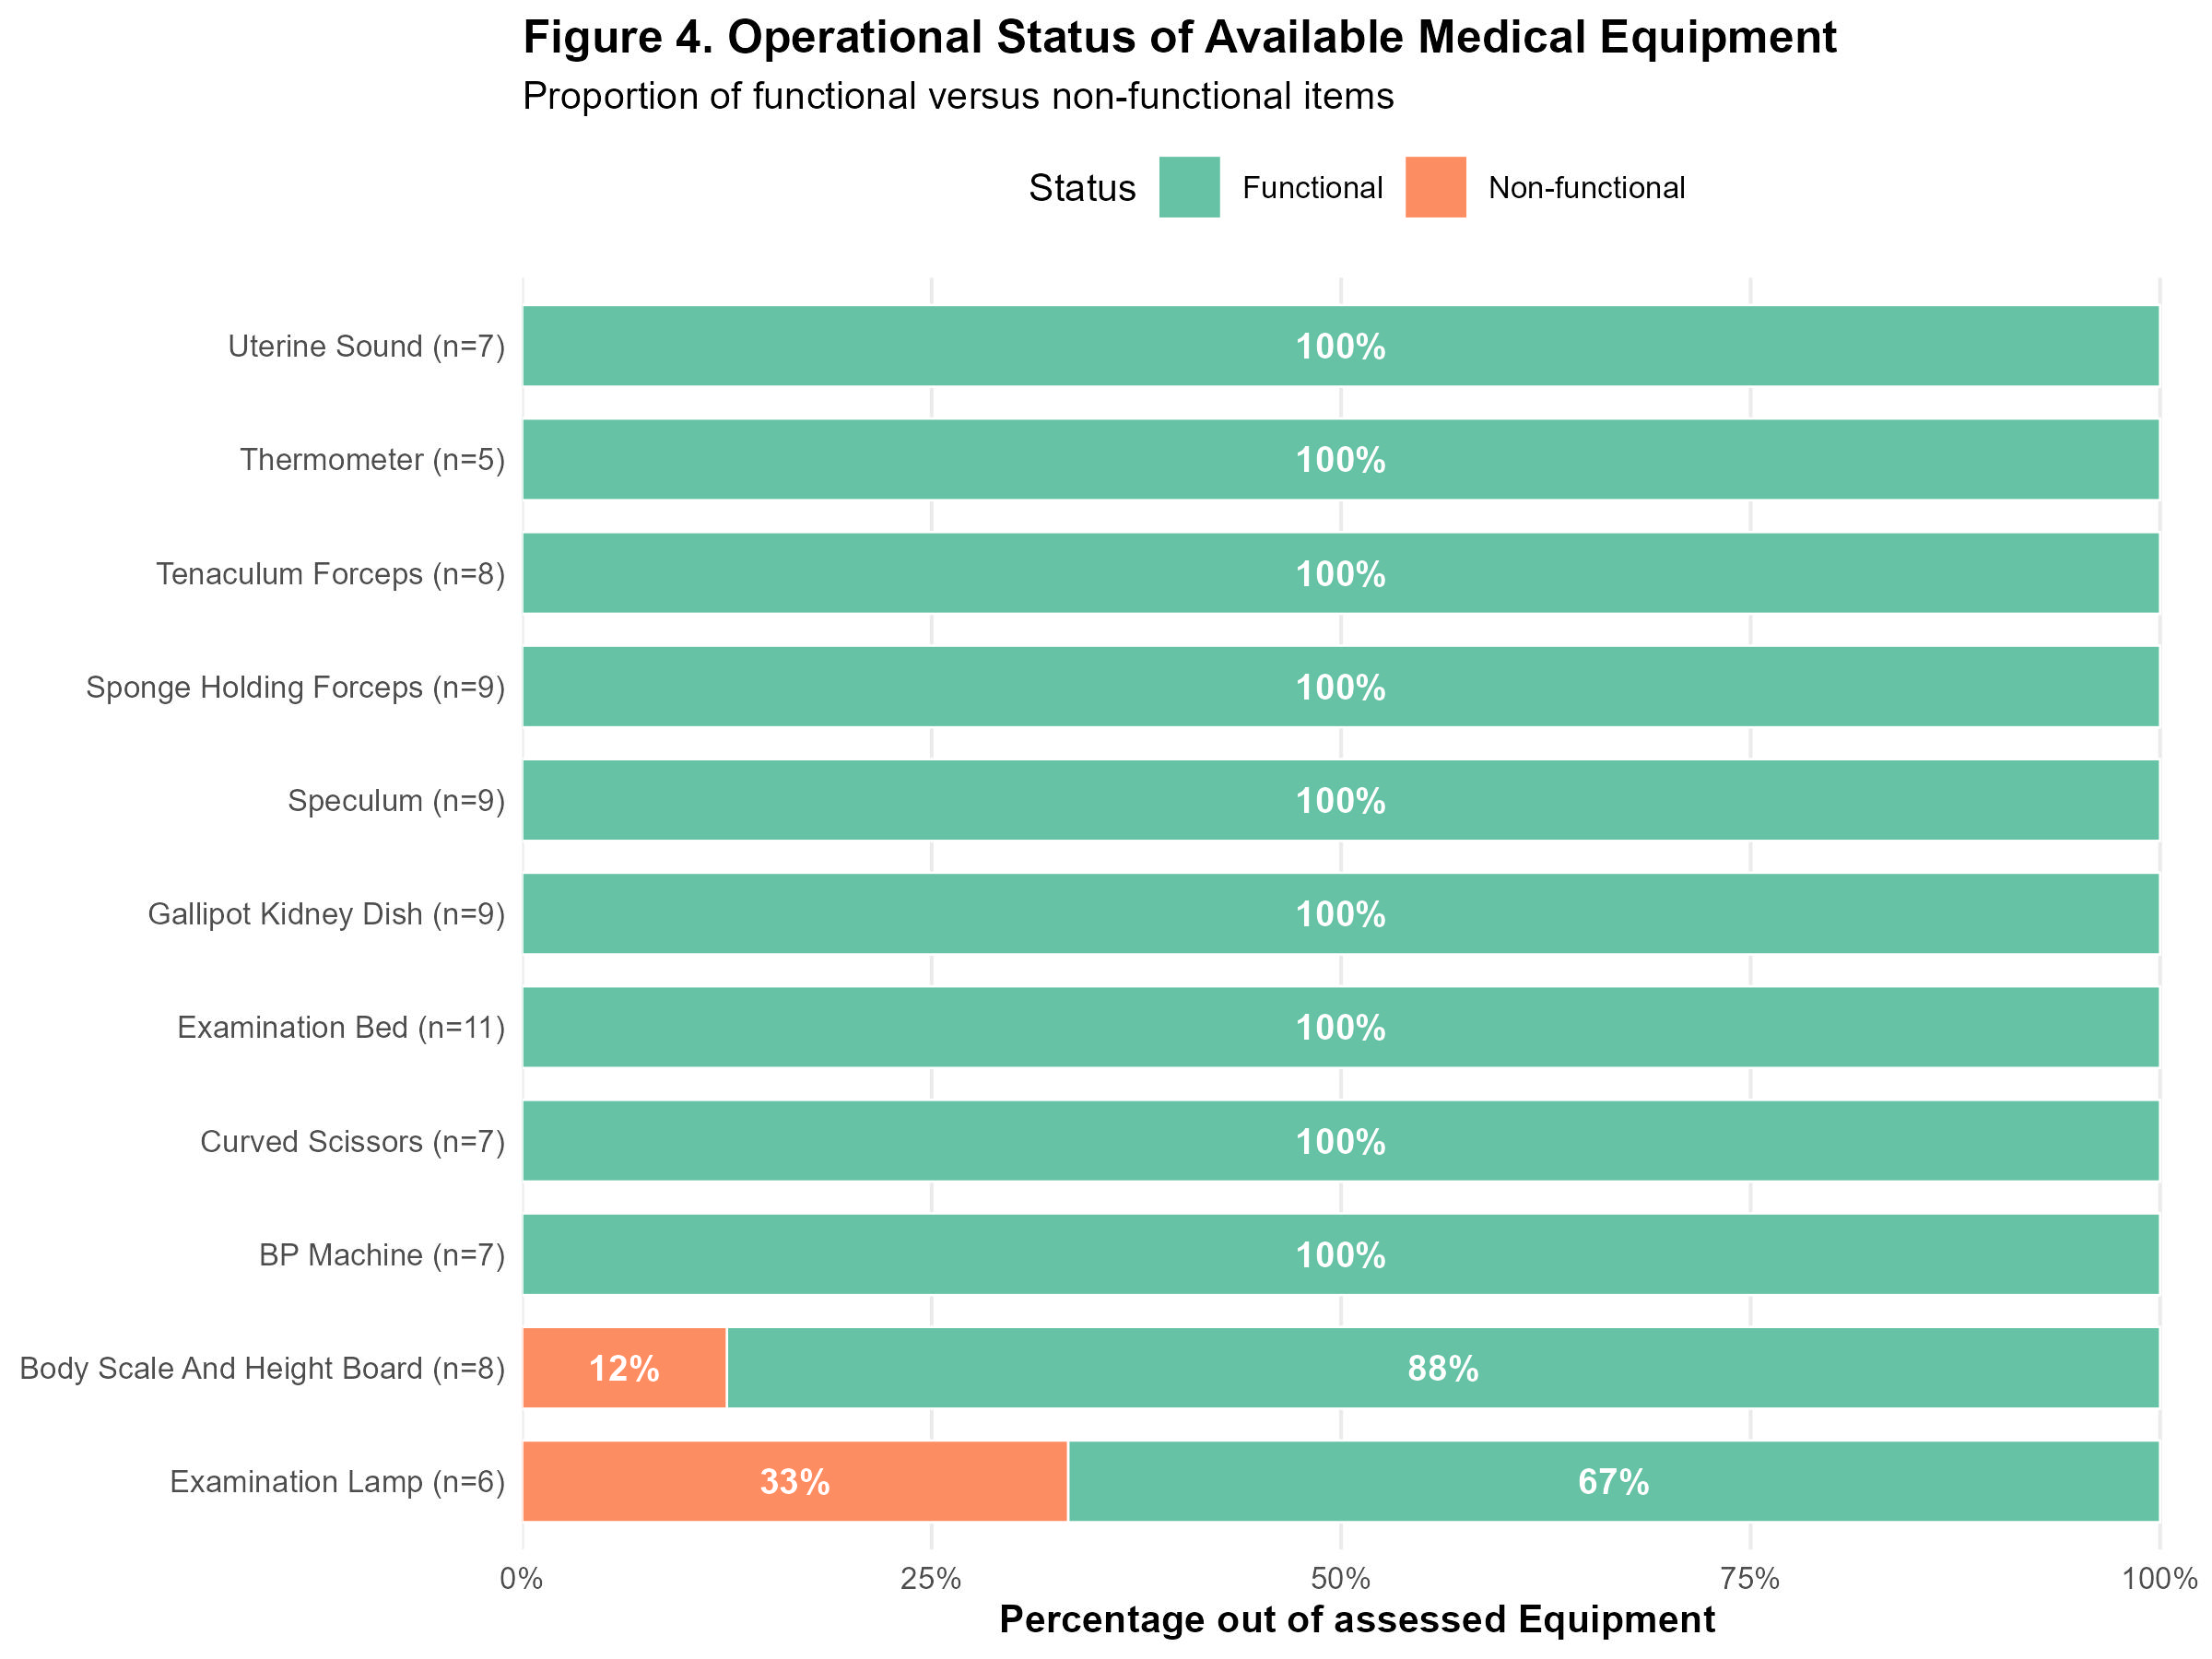 Figure 4. Operational Status of Available Medical Equipment
Proportion of functional versus non-functional items
Status Functional Non-functional
Uterine Sound (n=7) 100%
Thermometer (n=5) 100%
Tenaculum Forceps (n=8) 100%
Sponge Holding Forceps (n=9) 100%
Speculum (n=9) 100%
Gallipot Kidney Dish (n=9) 100%
Examination Bed (n=11) 100%
Curved Scissors (n=7) 100%
BP Machine (n=7) 100%
Body Scale And Height Board (n=8) 12% 88%
Examination Lamp (n=6) 33% 67%
0% 25% 50% 75% 100%
Percentage out of assessed Equipment